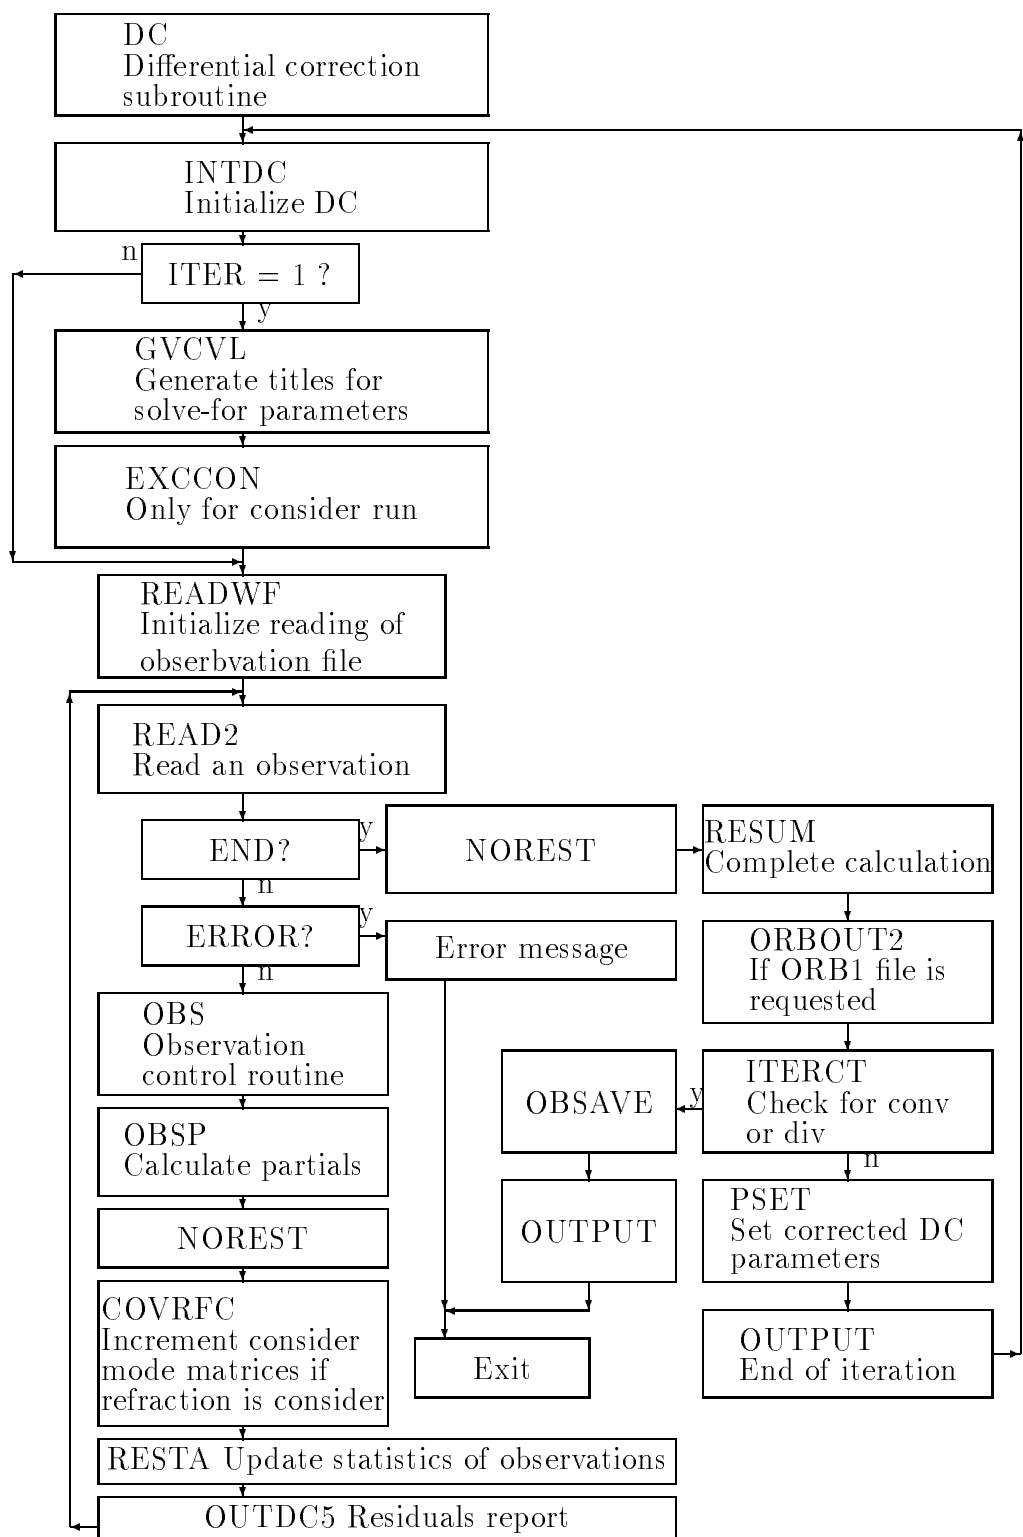 DC
Differential correction
subroutine
INTDC
Initialize DC
n
ITER = 1 ?
y
GVCVL
Generate titles for
solve-for parameters
EXCCON
Only for consider run
READWF
Initialize reading of
obserbvation file
READ2
Read an observation
END?
y
n
NOREST
RESUM
Complete calculation
ERROR?
y
n
Error message
ORBOUT2
If ORB1 file is
requested
OBS
Observation
control routine
OBSAVE
y
ITERCT
Check for conv
or div
n
OBSP
Calculate partials
OUTPUT
PSET
Set corrected DC
parameters
NOREST
COVRFC
Increment consider
mode matrices if
refraction is consider
Exit
OUTPUT
End of iteration
RESTA Update statistics of observations
OUTDC5 Residuals report